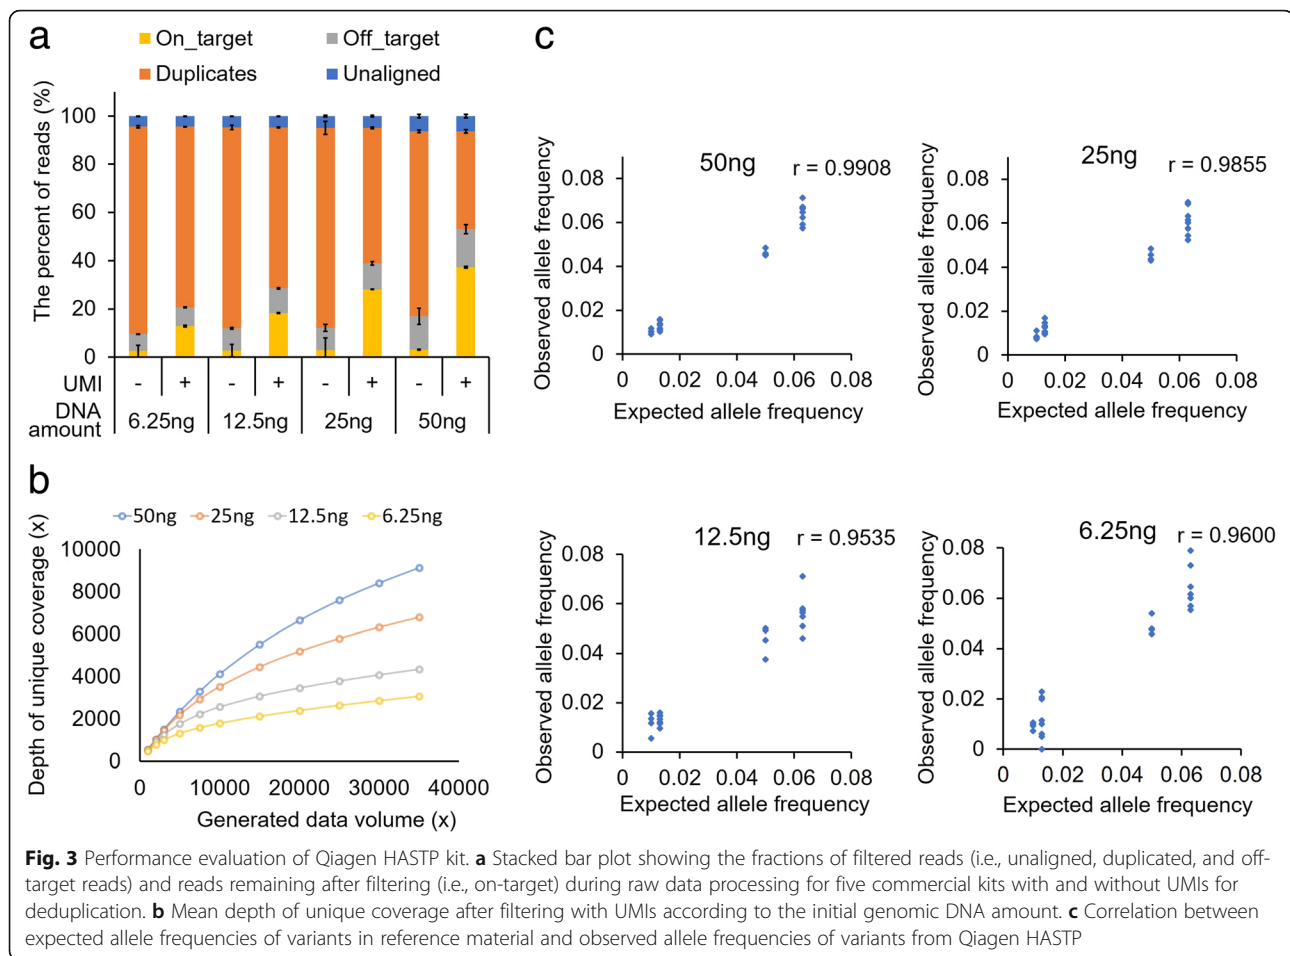 a
On_target
Off_target
Duplicates
Unaligned
The percent of reads (%)
100
80
60
40
20
0
UMI - + - + - + - +
DNA amount 6.25ng 12.5ng 25ng 50ng
b
50ng 25ng 12.5ng 6.25ng
Depth of unique coverage (x)
10000
8000
6000
4000
2000
0
0 10000 20000 30000 40000
Generated data volume (x)
c
50ng r = 0.9908
Observed allele frequency
0.08
0.06
0.04
0.02
0
0 0.02 0.04 0.06 0.08
Expected allele frequency
25ng r = 0.9855
Observed allele frequency
0.08
0.06
0.04
0.02
0
0 0.02 0.04 0.06 0.08
Expected allele frequency
12.5ng r = 0.9535
Observed allele frequency
0.08
0.06
0.04
0.02
0
0 0.02 0.04 0.06 0.08
Expected allele frequency
6.25ng r = 0.9600
Observed allele frequency
0.08
0.06
0.04
0.02
0
0 0.02 0.04 0.06 0.08
Expected allele frequency
Fig. 3 Performance evaluation of Qiagen HASTP kit. a Stacked bar plot showing the fractions of filtered reads (i.e., unaligned, duplicated, and off-
target reads) and reads remaining after filtering (i.e., on-target) during raw data processing for five commercial kits with and without UMIs for
deduplication. b Mean depth of unique coverage after filtering with UMIs according to the initial genomic DNA amount. c Correlation between
expected allele frequencies of variants in reference material and observed allele frequencies of variants from Qiagen HASTP